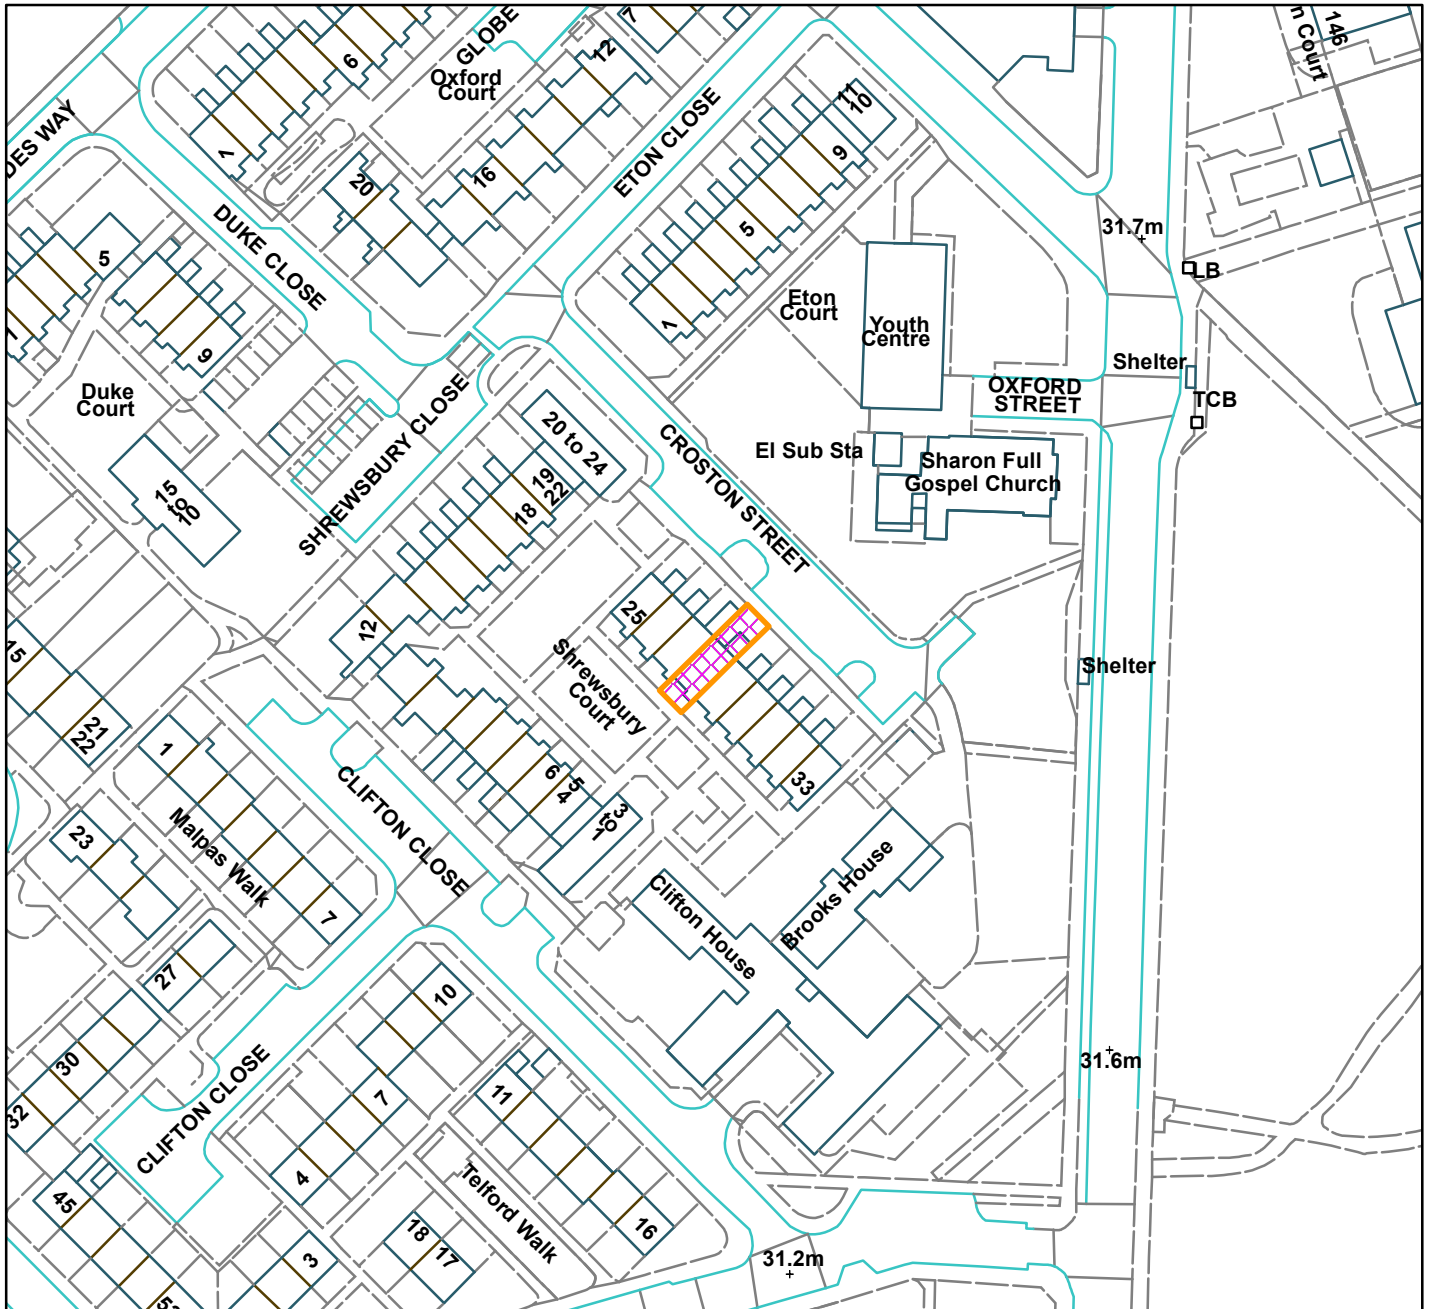 GLOBE
Oxford
Court
6
7
12
1
20
16
DES WAY
DUKE CLOSE
ETON CLOSE
11
10
9
5
1
146
n Court
31.7m
LB
5
9
Duke
Court
15
to
10
SHREWSBURY CLOSE
Eton
Court
Youth
Centre
Shelter
OXFORD
STREET
TCB
El Sub Sta
Sharon Full
Gospel Church
20 to 24
19
22
18
12
CROSTON STREET
25
33
Shrewsbury
Court
Shelter
15
21
22
1
Malpas Walk
7
23
27
CLIFTON CLOSE
6
5
4
3
to
1
Clifton House
Brooks House
30
32
CLIFTON CLOSE
10
7
4
11
16
Telford Walk
45
3
18
17
31.6m
31.2m